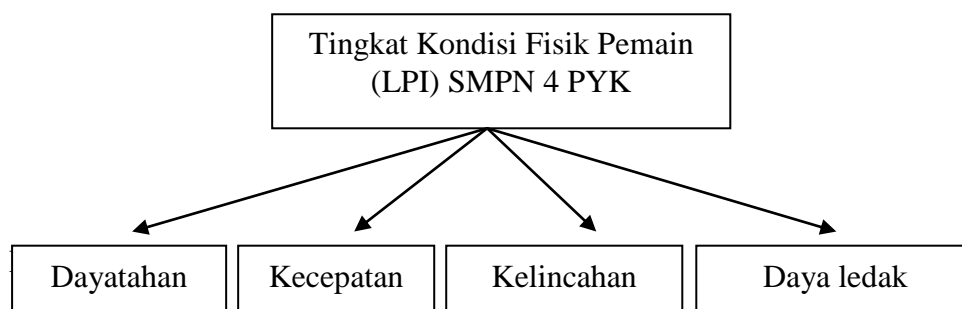 Tingkat Kondisi Fisik Pemain
(LPI) SMPN 4 PYK
Dayatahan
Kecepatan
Kelincahan
Daya ledak